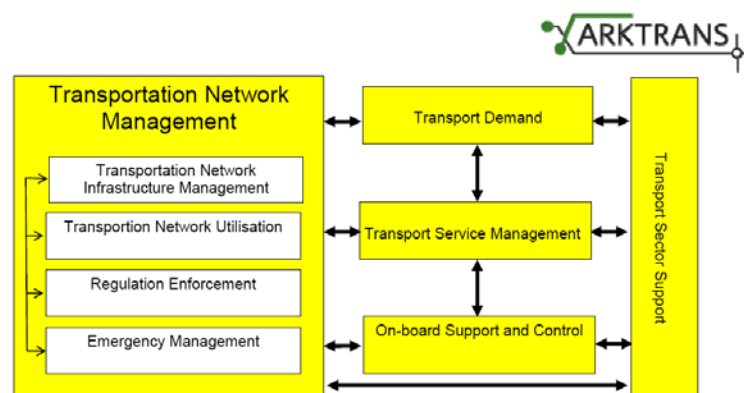 ARKTRANS
Transportation Network
Management
Transportation Network
Infrastructure Management
Transportion Network Utilisation
Regulation Enforcement
Emergency Management
Transport Demand
Transport Service Management
On-board Support and Control
Transport Sector Support